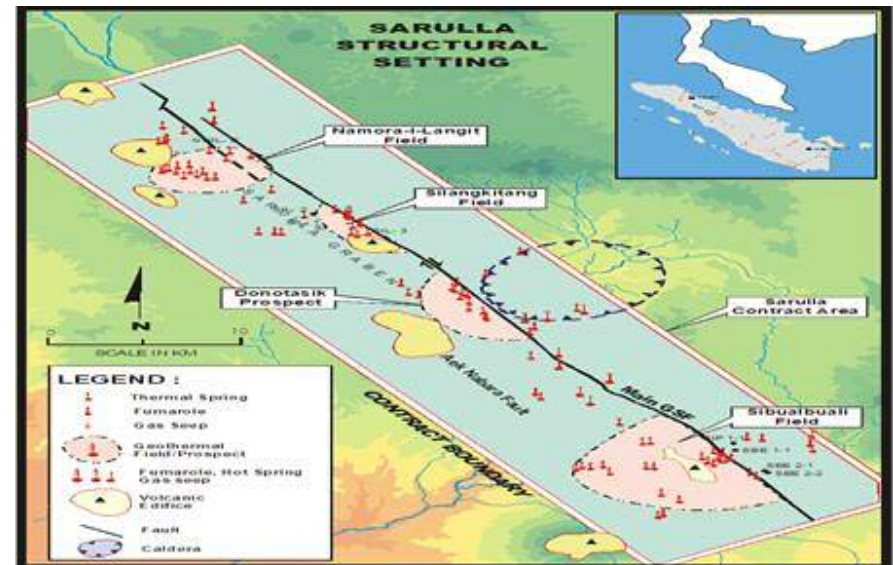 SARULLA
STRUCTURAL
SETTING
Namora-I-Langit
Field
Silangkitang
Field
GRABEN
Donotasik
Prospect
Sarulla
Contract Area
N
0 10
SCALE IN KM
Aek Nabara Fault
Main GSF
Sibualbuali
Field
SBE 1-1
SBE 2-1
SBE 2-2
CONTRACT BOUNDARY
LEGEND :
Thermal Spring
Fumarole
Gas Seep
Geothermal
Field/Prospect
Fumarole, Hot Spring
Gas seep
Volcanic
Edifice
Fault
Caldera